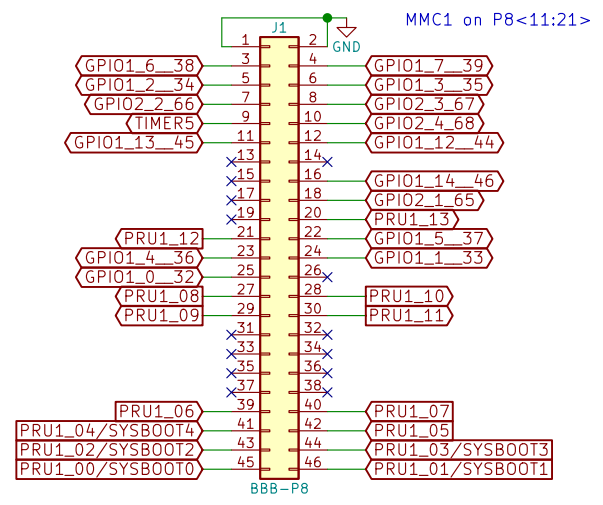 MMC1 on P8<11:21>
J1
GND
1 2
GPIO1_6__38 3 4 GPIO1_7__39
GPIO1_2__34 5 6 GPIO1_3__35
GPIO2_2_66 7 8 GPIO2_3_67
TIMER5 9 10 GPIO2_4_68
GPIO1_13__45 11 12 GPIO1_12__44
13 14
15 16 GPIO1_14__46
17 18 GPIO2_1_65
19 20 PRU1_13
PRU1_12 21 22 GPIO1_5__37
GPIO1_4__36 23 24 GPIO1_1__33
GPIO1_0__32 25 26
PRU1_08 27 28 PRU1_10
PRU1_09 29 30 PRU1_11
31 32
33 34
35 36
37 38
PRU1_06 39 40 PRU1_07
PRU1_04/SYSBOOT4 41 42 PRU1_05
PRU1_02/SYSBOOT2 43 44 PRU1_03/SYSBOOT3
PRU1_00/SYSBOOT0 45 46 PRU1_01/SYSBOOT1
BBB-P8